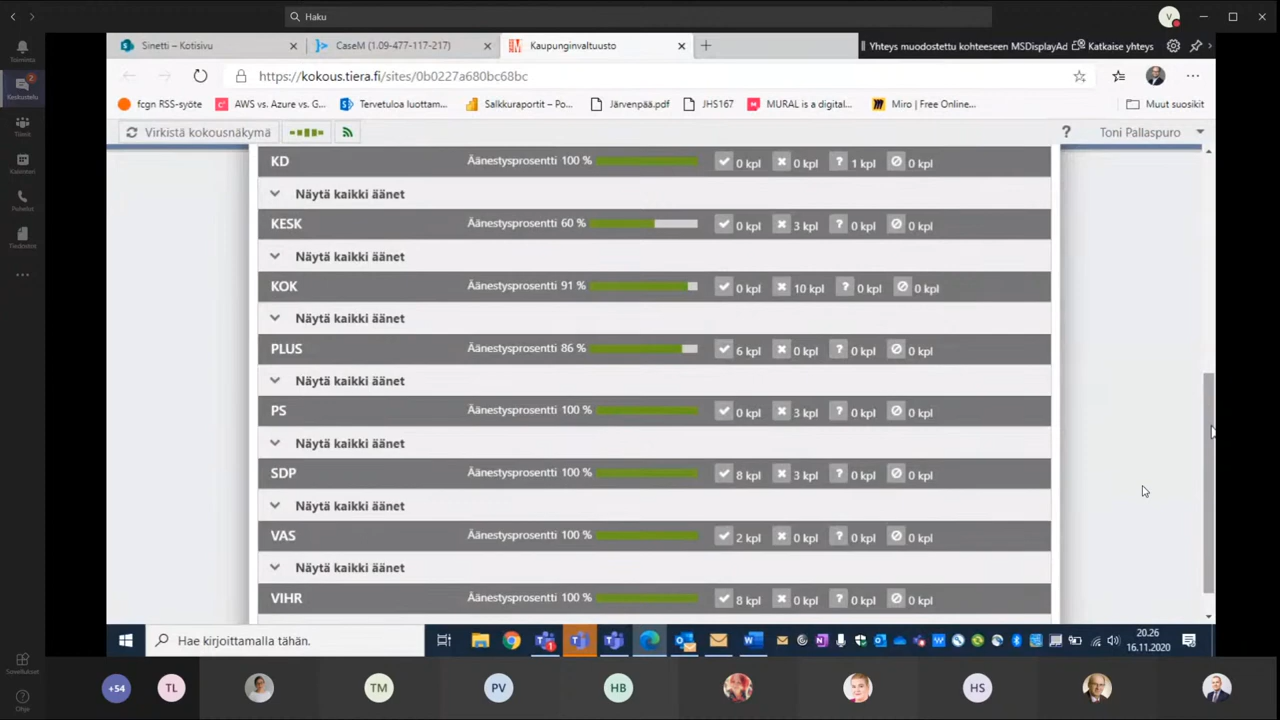 Haku
V
Sinetti – Kotisivu
CaseM (1.09-477-117-217)
Kaupunginvaltuusto
Yhteys muodostettu kohteeseen MSDisplayAd
Katkaise yhteys
https://kokous.tiera.fi/sites/0b0227a680bc68bc
fcgn RSS-syöte
AWS vs. Azure vs. G...
Tervetuloa luottam...
Salkkuraportit – Po...
Järvenpää.pdf
JHS167
MURAL is a digital...
Miro | Free Online...
Muut suosikit
Virkistä kokousnäkymä
? Toni Pallaspuro
KD Äänestysprosentti 100 % 0 kpl 0 kpl ? 1 kpl 0 kpl
Näytä kaikki äänet
KESK Äänestysprosentti 60 % 0 kpl 3 kpl ? 0 kpl 0 kpl
Näytä kaikki äänet
KOK Äänestysprosentti 91 % 0 kpl 10 kpl ? 0 kpl 0 kpl
Näytä kaikki äänet
PLUS Äänestysprosentti 86 % 6 kpl 0 kpl ? 0 kpl 0 kpl
Näytä kaikki äänet
PS Äänestysprosentti 100 % 0 kpl 3 kpl ? 0 kpl 0 kpl
Näytä kaikki äänet
SDP Äänestysprosentti 100 % 8 kpl 3 kpl ? 0 kpl 0 kpl
Näytä kaikki äänet
VAS Äänestysprosentti 100 % 2 kpl 0 kpl ? 0 kpl 0 kpl
Näytä kaikki äänet
VIHR Äänestysprosentti 100 % 8 kpl 0 kpl ? 0 kpl 0 kpl
Toiminta
2
Keskustelu
Tiimit
Kalenteri
Puhelut
Tiedostot
Sovellukset
Ohje
Hae kirjoittamalla tähän.
20.26
16.11.2020
+54
TL
TM
PV
HB
HS